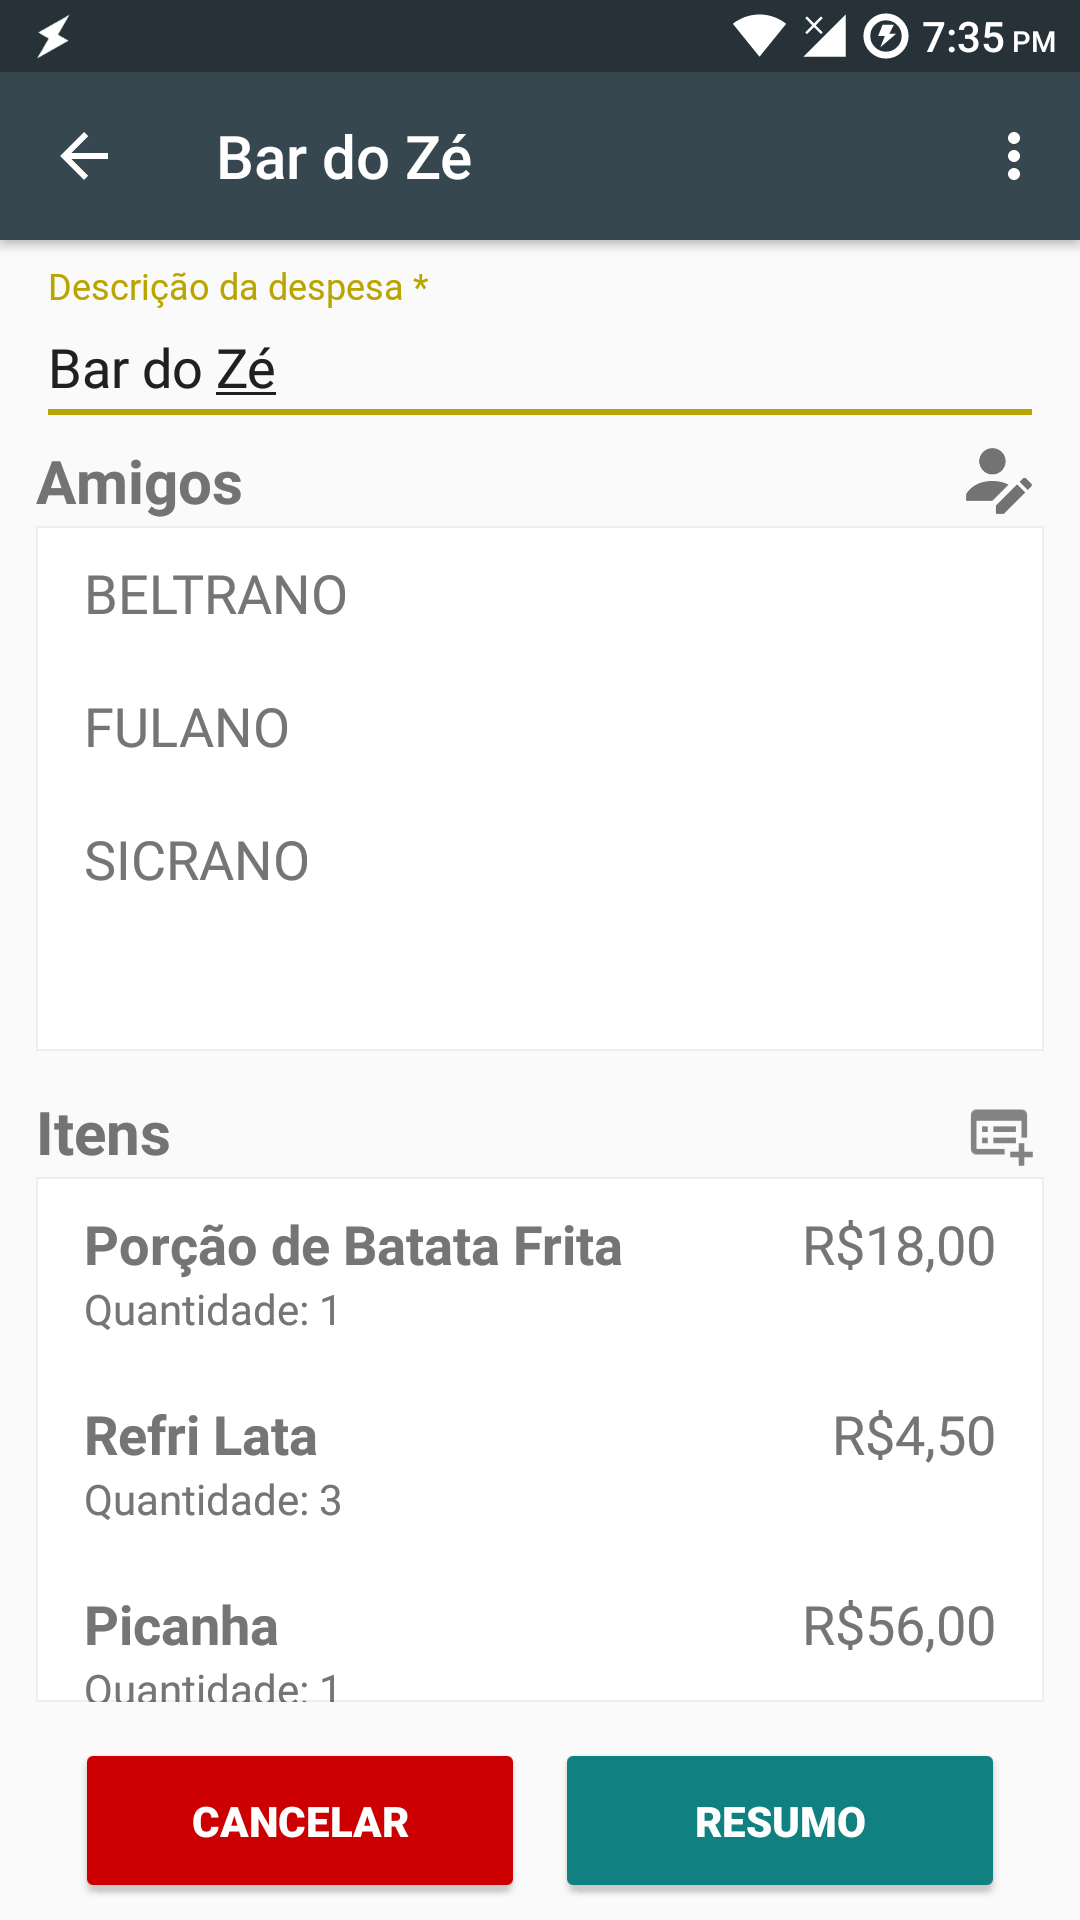 7:35 PM
Bar do Zé
Descrição da despesa *
Bar do Zé
Amigos
BELTRANO
FULANO
SICRANO
Itens
Porção de Batata Frita R$18,00
Quantidade: 1
Refri Lata R$4,50
Quantidade: 3
Picanha R$56,00
Quantidade: 1
CANCELAR RESUMO